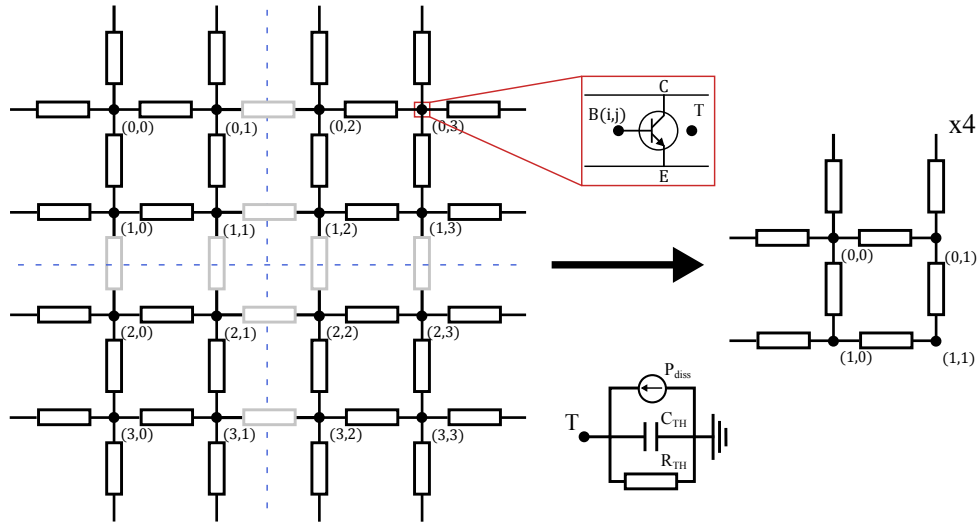 (0,0) (0,1) (0,2) (0,3)
C
B(i,j) T
E
x4
(1,0) (1,1) (1,2) (1,3)
(0,0) (0,1)
(2,0) (2,1) (2,2) (2,3)
(1,0) (1,1)
P_diss
T
C_TH
R_TH
(3,0) (3,1) (3,2) (3,3)